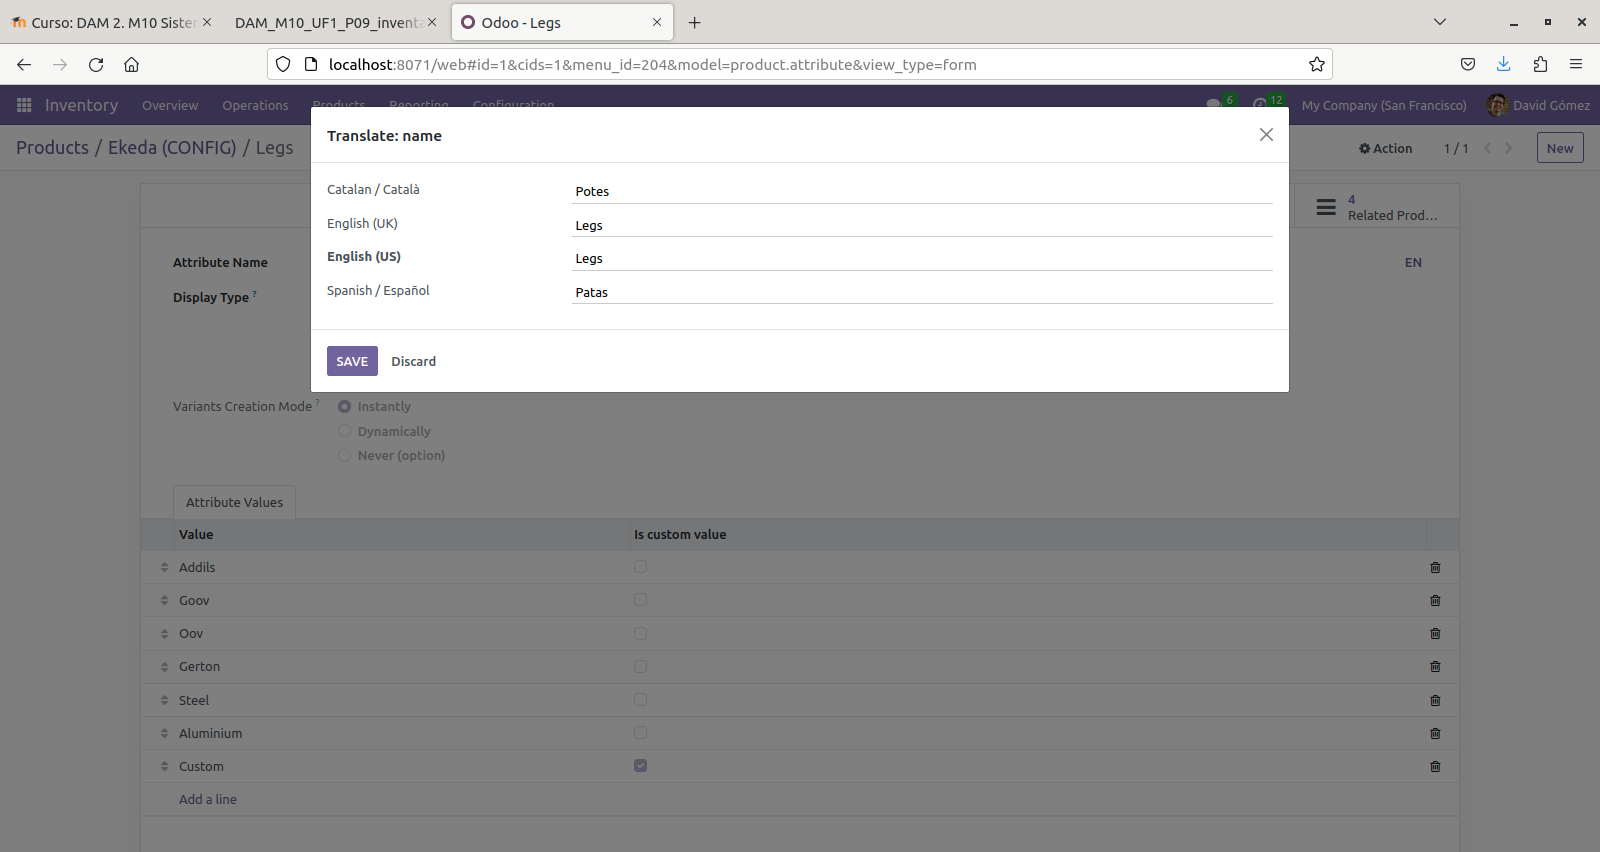 Curso: DAM 2. M10 Sister
DAM_M10_UF1_P09_inventa
Odoo - Legs
localhost:8071/web#id=1&cids=1&menu_id=204&model=product.attribute&view_type=form
Inventory Overview Operations Products Reporting Configuration 6 12 My Company (San Francisco) David Gómez
Products / Ekeda (CONFIG) / Legs Action 1 / 1 New
Translate: name
Catalan / Català Potes
English (UK) Legs
English (US) Legs
Spanish / Español Patas
SAVE Discard
4
Related Prod...
Attribute Name EN
Display Type ?
Variants Creation Mode ? Instantly
Dynamically
Never (option)
Attribute Values
Value Is custom value
Addils
Goov
Oov
Gerton
Steel
Aluminium
Custom
Add a line